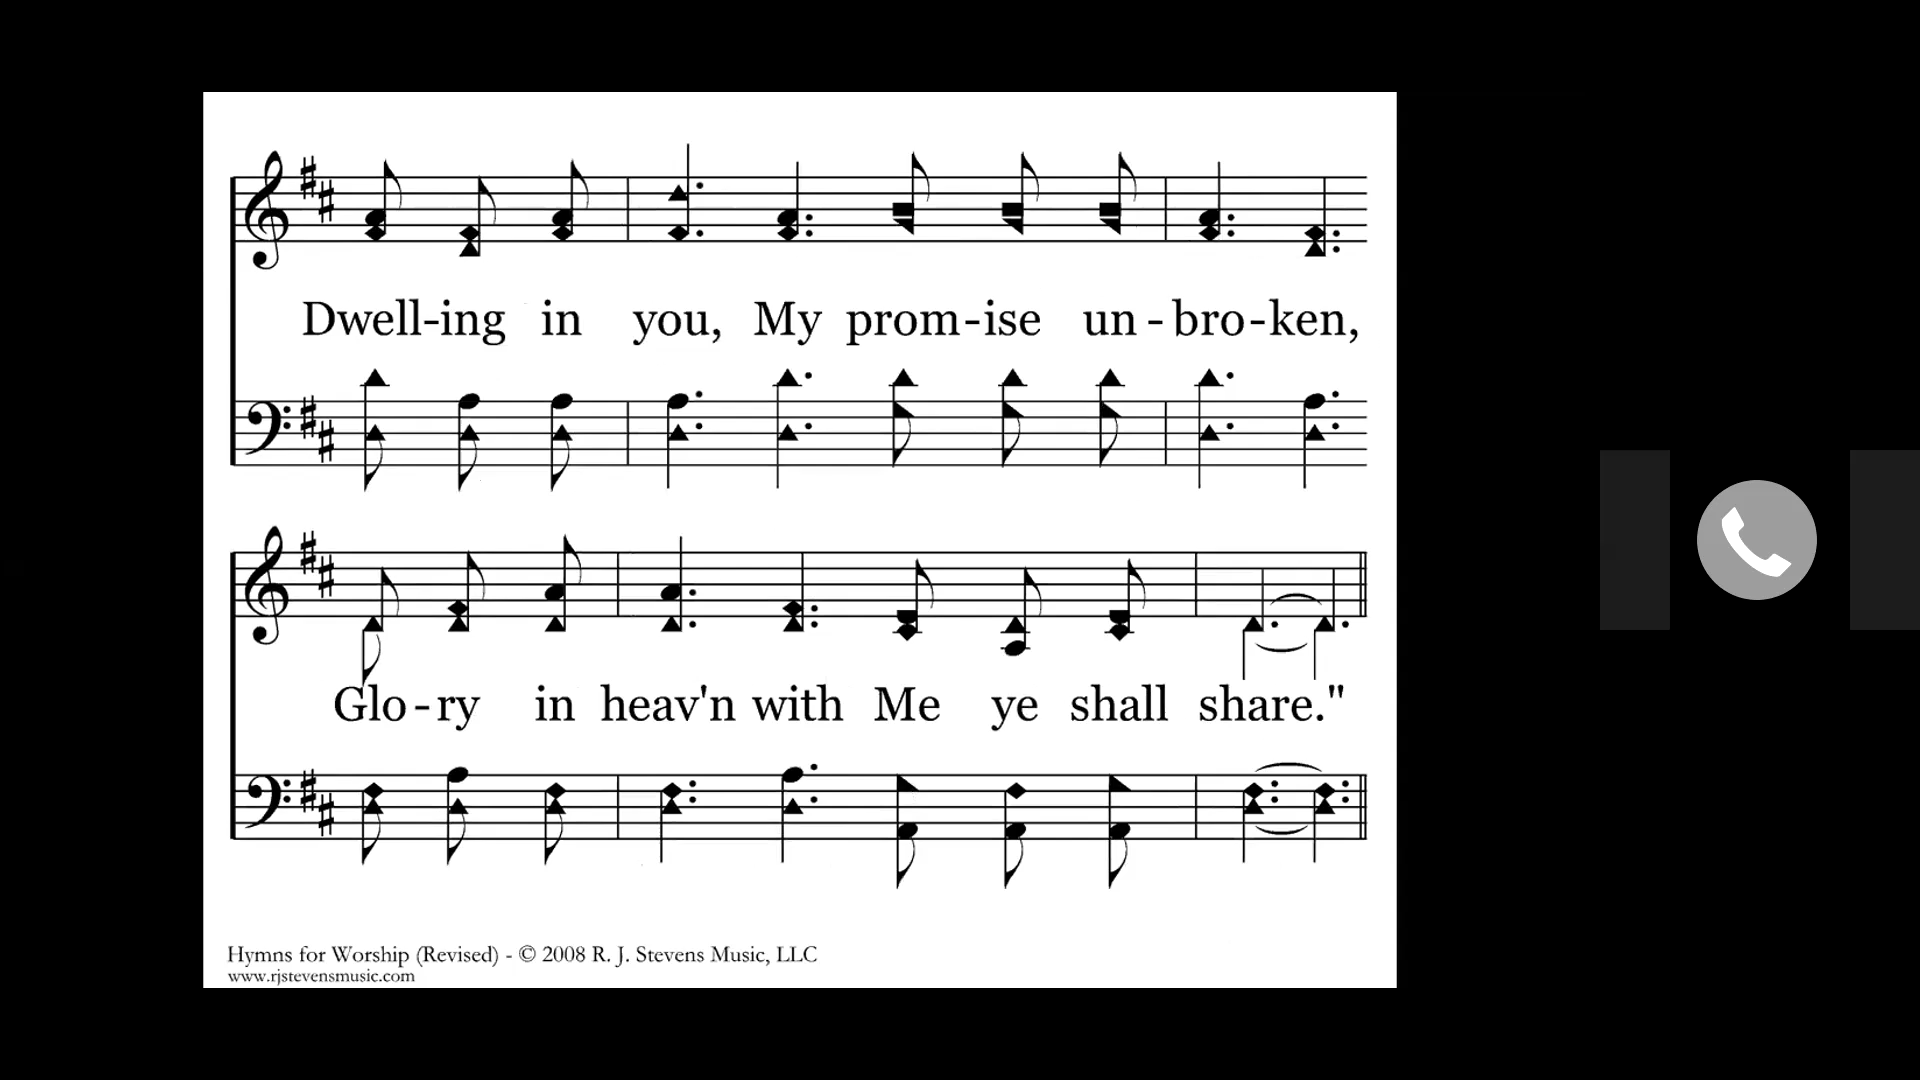 Dwell-ing in you, My prom-ise un-bro-ken,
Glo-ry in heav'n with Me ye shall share."
Hymns for Worship (Revised) - © 2008 R. J. Stevens Music, LLC
www.rjstevensmusic.com